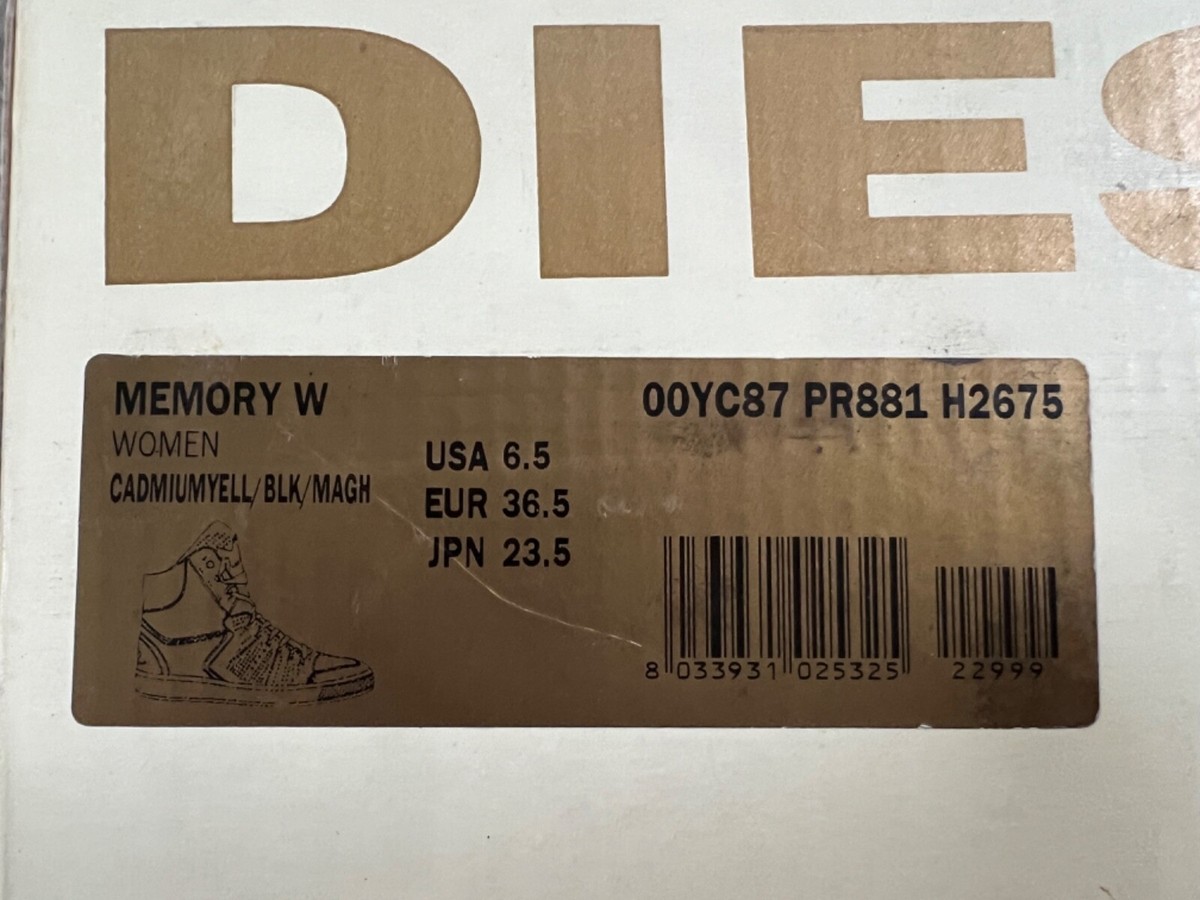 DIES
MEMORY W
00YC87 PR881 H2675
WOMEN
CADMIUMYELL/BLK/MAGH
USA 6.5
EUR 36.5
JPN 23.5
8 033931 025325
22999